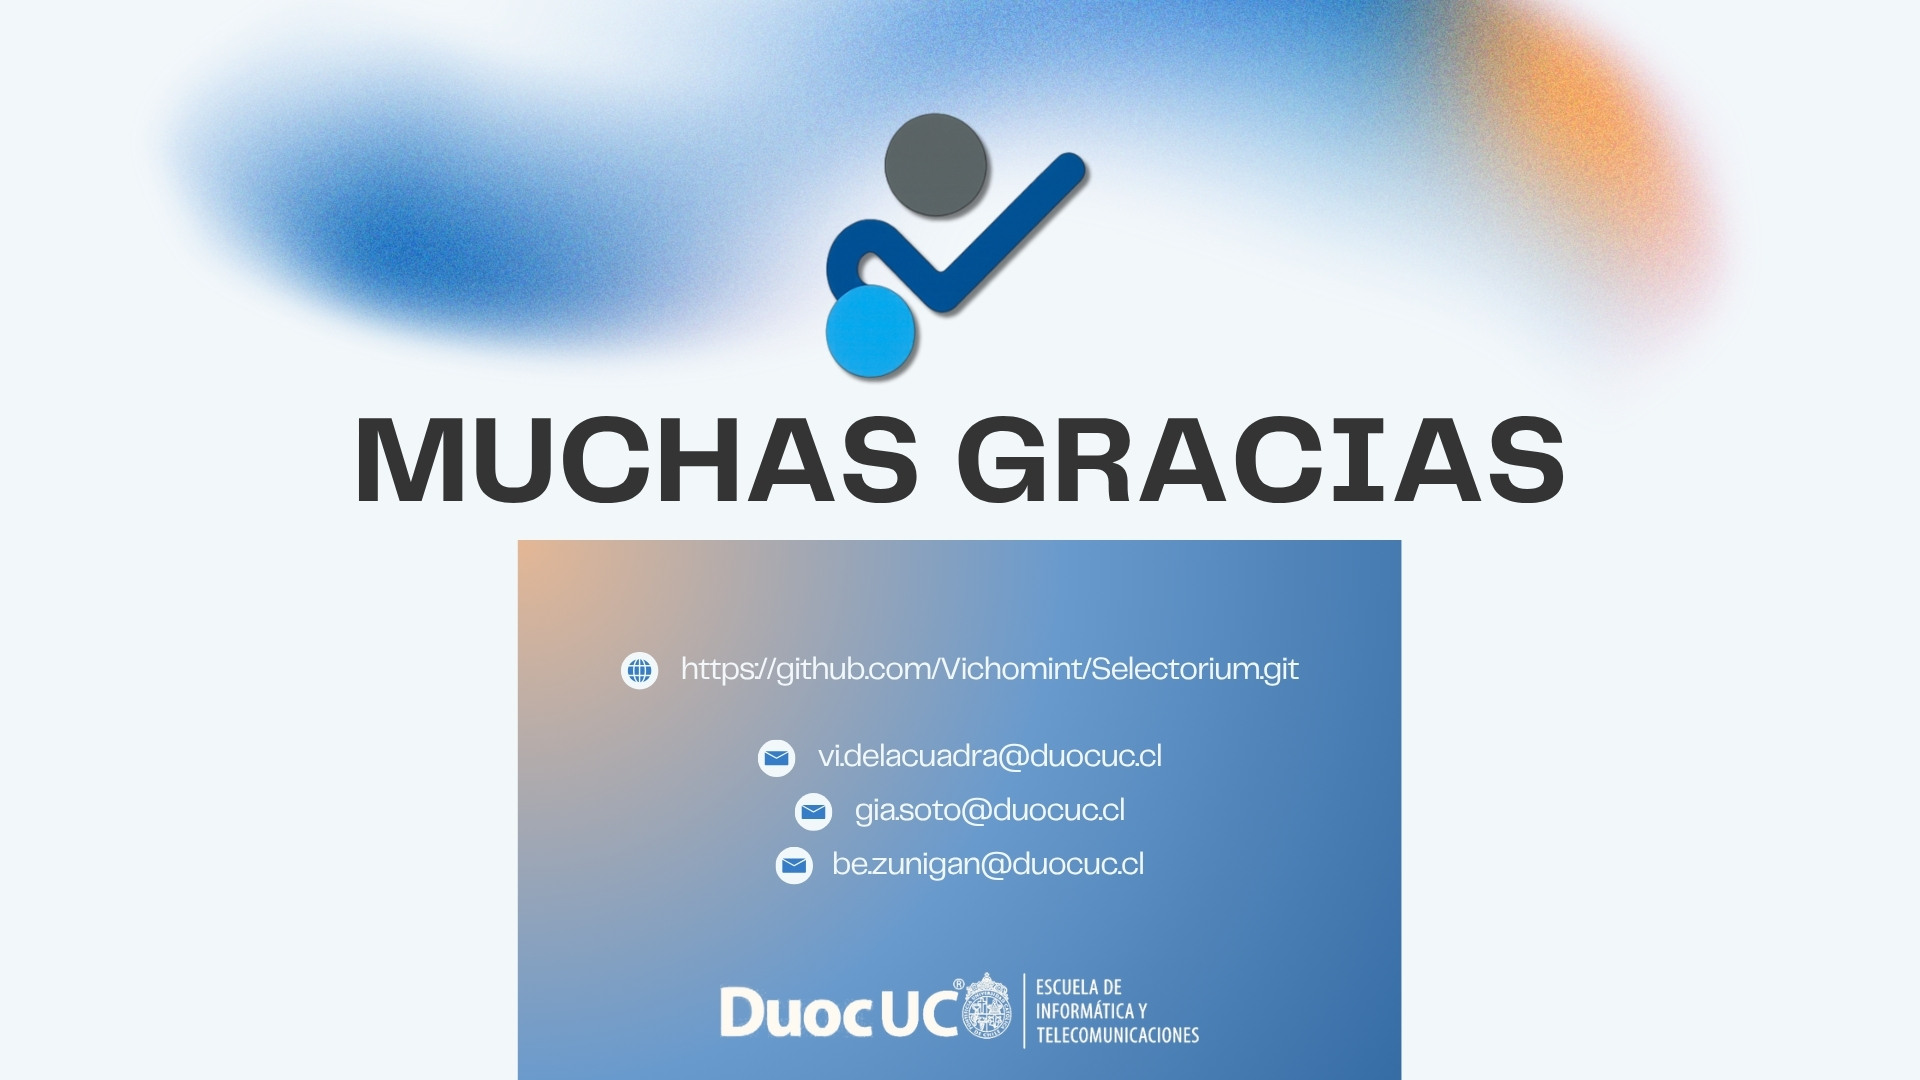 MUCHAS GRACIAS
https://github.com/Vichomint/Selectorium.git
vi.delacuadra@duocuc.cl
gia.soto@duocuc.cl
be.zunigan@duocuc.cl
DuocUC®
ESCUELA DE
INFORMÁTICA Y
TELECOMUNICACIONES